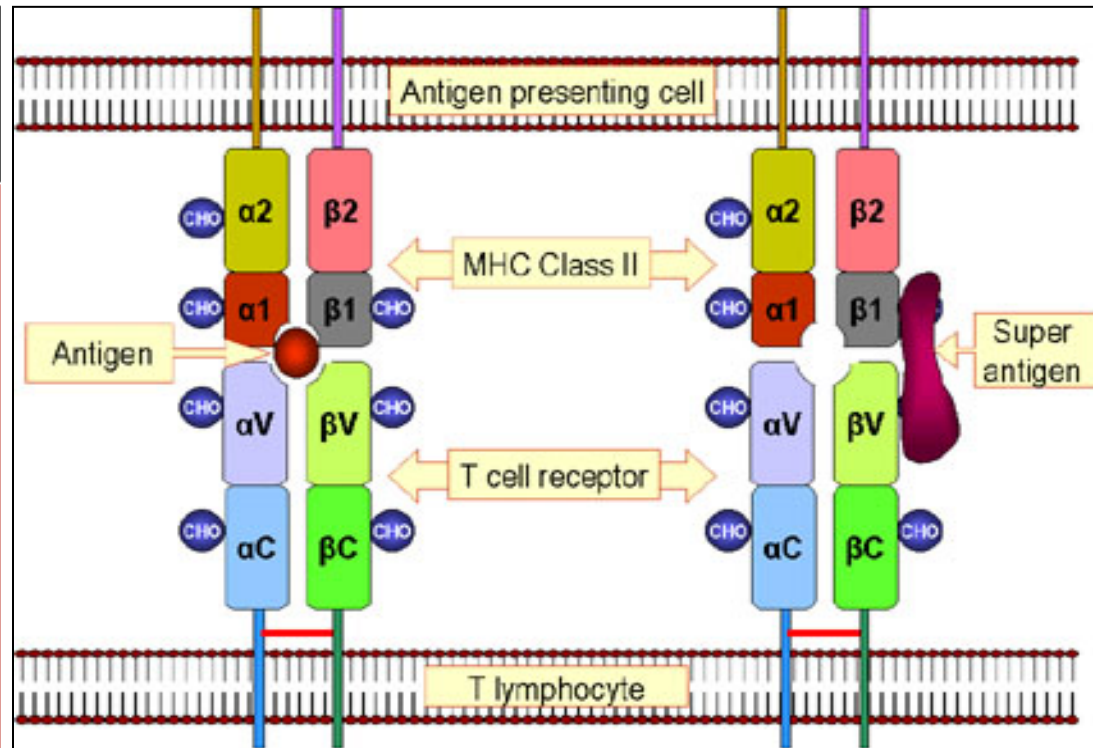 Antigen presenting cell
α2 β2 α2 β2
CHO CHO
MHC Class II
α1 β1 α1 β1
CHO CHO CHO
Antigen
Super
antigen
αV βV αV βV
CHO CHO CHO
T cell receptor
αC βC αC βC
CHO CHO CHO CHO
T lymphocyte